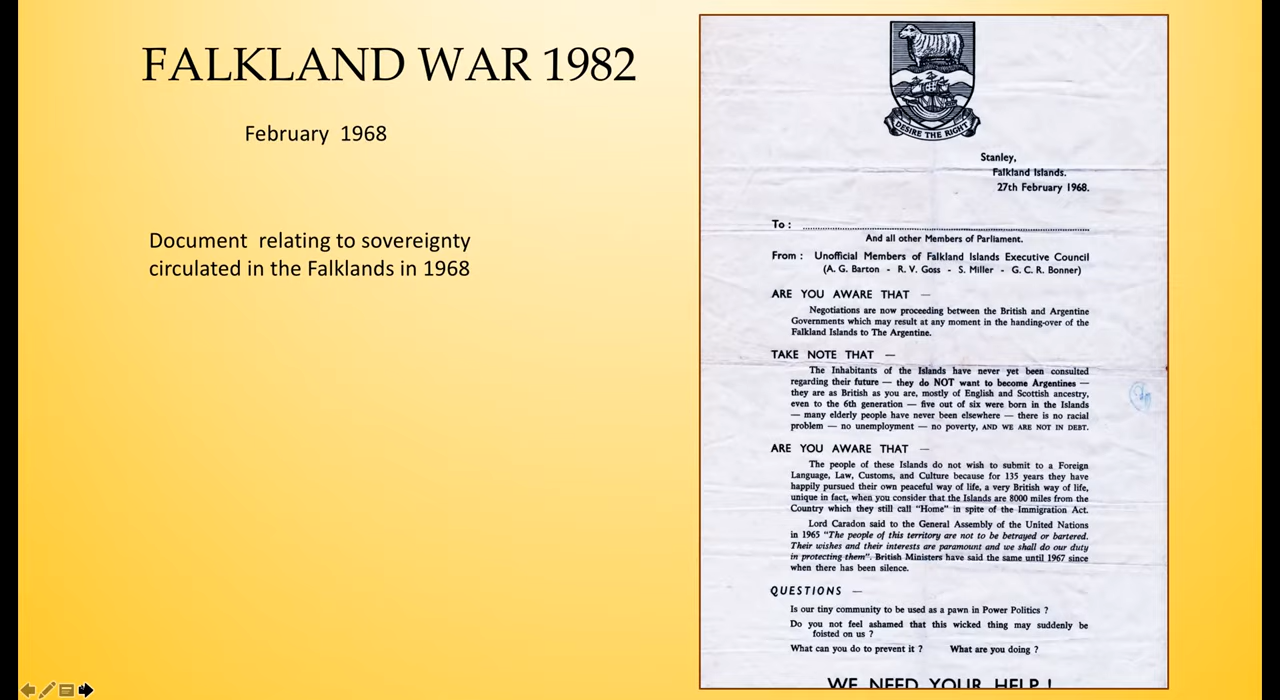 FALKLAND WAR 1982
February 1968
Document relating to sovereignty
circulated in the Falklands in 1968
DESIRE THE RIGHT
Stanley,
Falkland Islands.
27th February 1968.
To :
And all other Members of Parliament.
From : Unofficial Members of Falkland Islands Executive Council
(A. G. Barton - R. V. Goss - S. Miller - G. C. R. Bonner)
ARE YOU AWARE THAT —
Negotiations are now proceeding between the British and Argentine
Governments which may result at any moment in the handing-over of the
Falkland Islands to The Argentine.
TAKE NOTE THAT —
The Inhabitants of the Islands have never yet been consulted
regarding their future — they do NOT want to become Argentines —
they are as British as you are, mostly of English and Scottish ancestry,
even to the 6th generation — five out of six were born in the Islands
— many elderly people have never been elsewhere — there is no racial
problem — no unemployment — no poverty, AND WE ARE NOT IN DEBT.
ARE YOU AWARE THAT —
The people of these Islands do not wish to submit to a Foreign
Language, Law, Customs, and Culture because for 135 years they have
happily pursued their own peaceful way of life, a very British way of life,
unique in fact, when you consider that the Islands are 8000 miles from the
Country which they still call "Home" in spite of the Immigration Act.
Lord Caradon said to the General Assembly of the United Nations
in 1965 "The people of this territory are not to be betrayed or bartered.
Their wishes and their interests are paramount and we shall do our duty
in protecting them". British Ministers have said the same until 1967 since
when there has been silence.
QUESTIONS —
Is our tiny community to be used as a pawn in Power Politics ?
Do you not feel ashamed that this wicked thing may suddenly be
foisted on us ?
What can you do to prevent it ? What are you doing ?
WE NEED YOUR HELP !